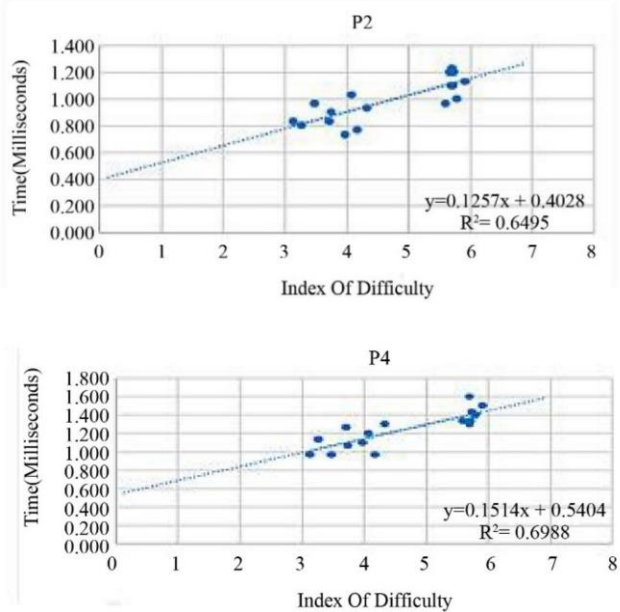 P2
Time(Milliseconds)
1.400
1.200
1.000
0.800
0.600
0.400
0.200
0.000
y=0.1257x + 0.4028
R²= 0.6495
0 1 2 3 4 5 6 7 8
Index Of Difficulty
P4
Time(Milliseconds)
1.800
1.600
1.400
1.200
1.000
0.800
0.600
0.400
0.200
0.000
y=0.1514x + 0.5404
R²= 0.6988
0 1 2 3 4 5 6 7 8
Index Of Difficulty